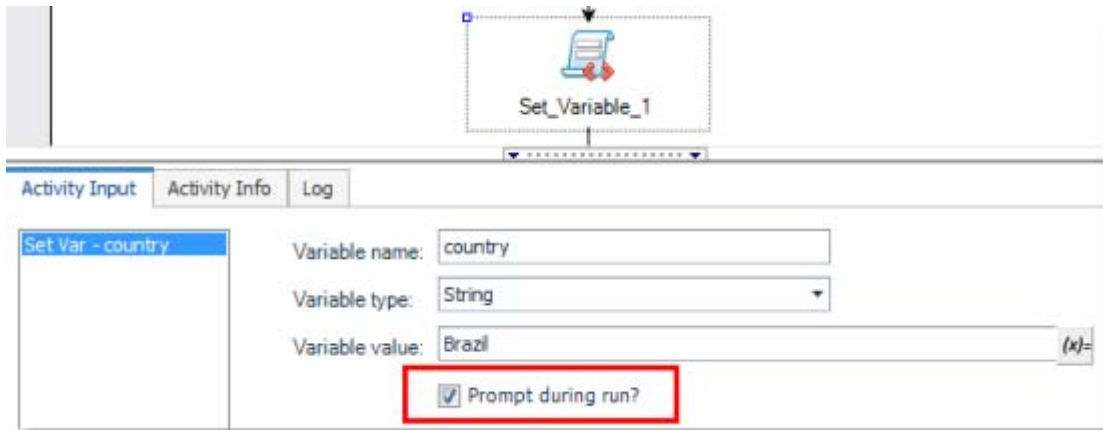 Set_Variable_1
Activity Input Activity Info Log
Set Var - country
Variable name: country
Variable type: String
Variable value: Brazil (x)=
Prompt during run?